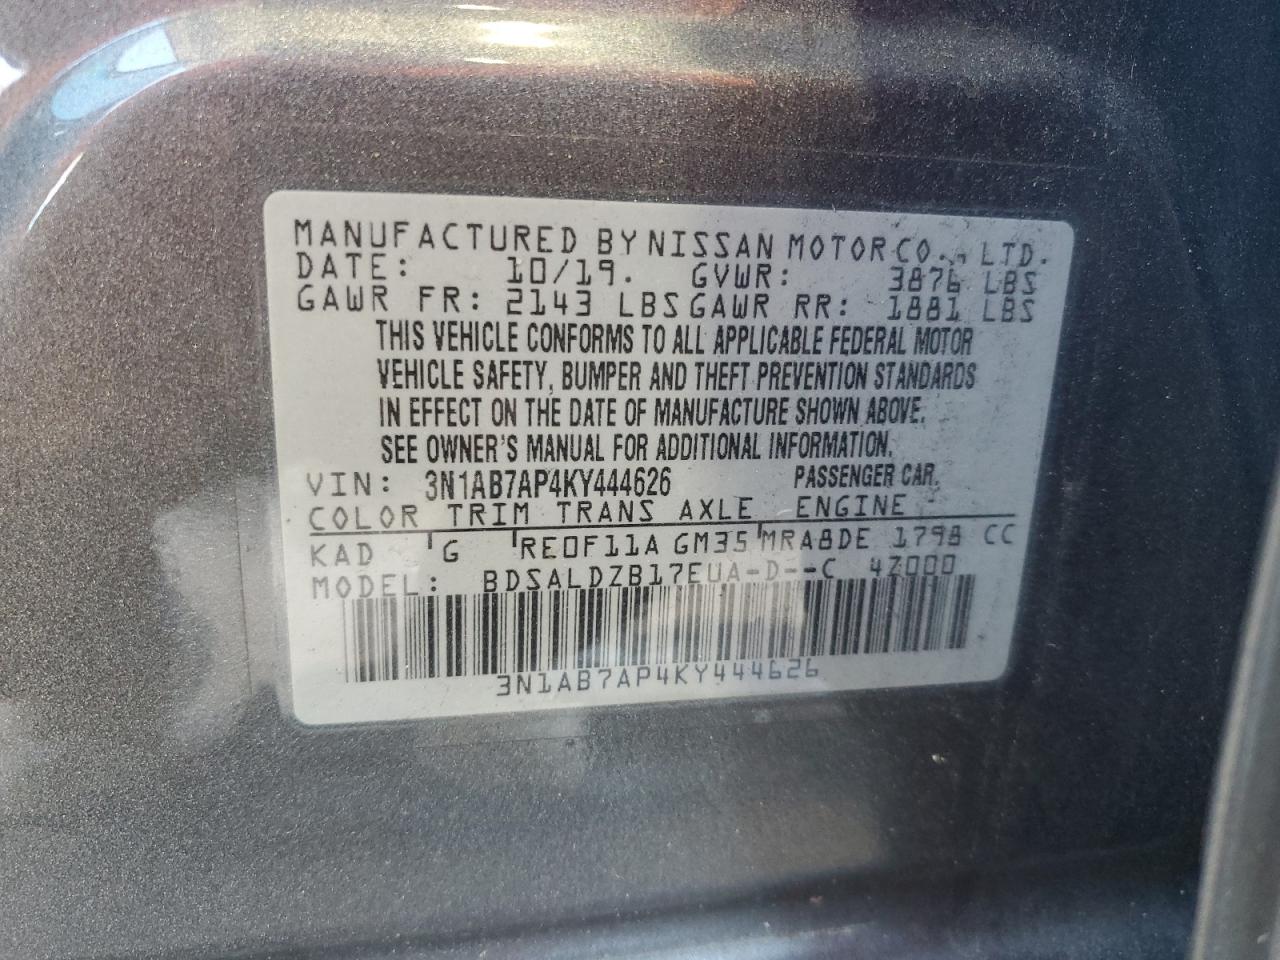 MANUFACTURED BY NISSAN MOTOR CO., LTD.
DATE: 10/19. GVWR: 3876 LBS
GAWR FR: 2143 LBS GAWR RR: 1881 LBS
THIS VEHICLE CONFORMS TO ALL APPLICABLE FEDERAL MOTOR
VEHICLE SAFETY, BUMPER AND THEFT PREVENTION STANDARDS
IN EFFECT ON THE DATE OF MANUFACTURE SHOWN ABOVE.
SEE OWNER'S MANUAL FOR ADDITIONAL INFORMATION.
VIN: 3N1AB7AP4KY444626 PASSENGER CAR.
COLOR TRIM TRANS AXLE ENGINE
KAD G RE0F11A GM35 MRA8DE 1798 CC
MODEL: BDSALDZB17EUA-D--C 4Z000
3N1AB7AP4KY444626